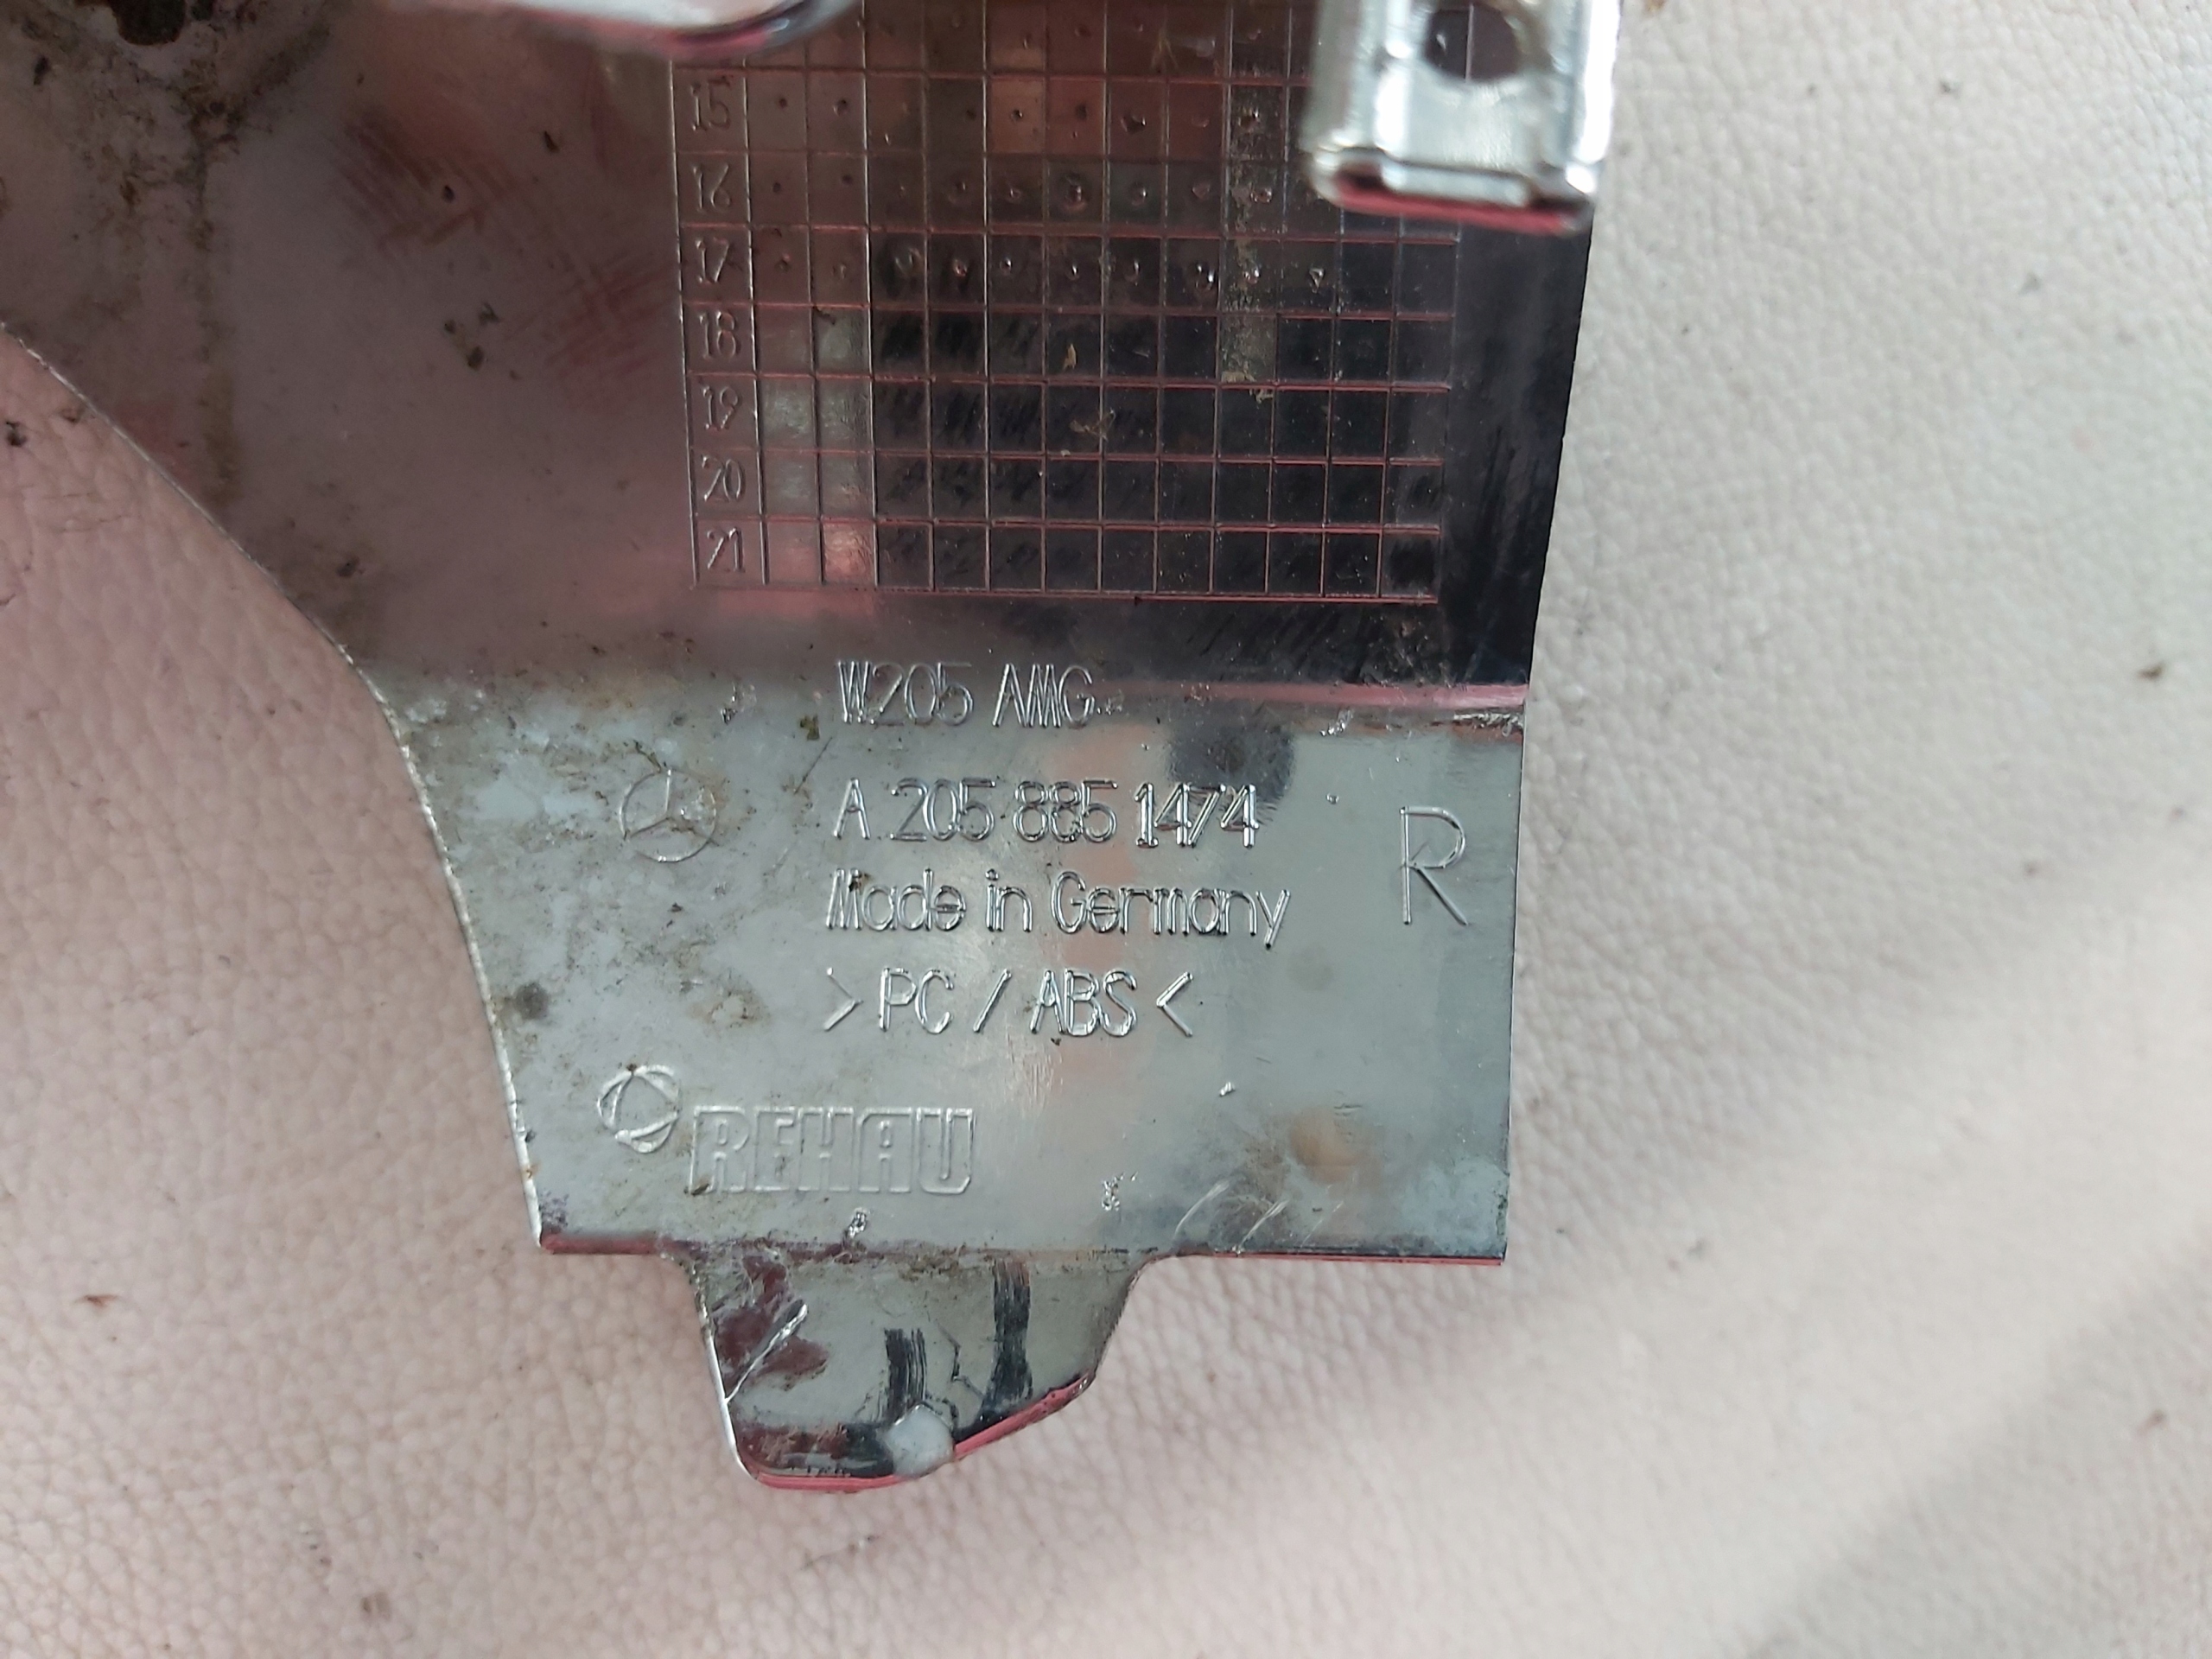 15
16
17
18
19
20
21
W205 AMG
A 205 885 1474
Made in Germany
R
>PC / ABS<
REHAU